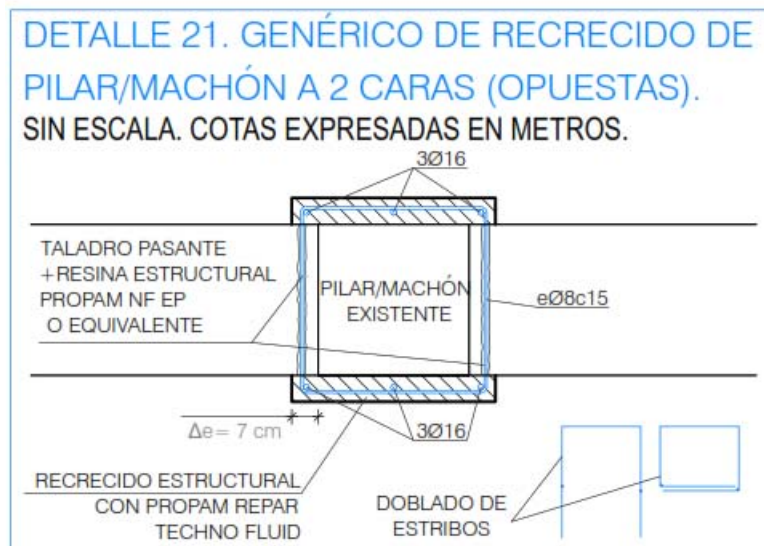 DETALLE 21. GENÉRICO DE RECRECIDO DE
PILAR/MACHÓN A 2 CARAS (OPUESTAS).
SIN ESCALA. COTAS EXPRESADAS EN METROS.
3Ø16
TALADRO PASANTE
+RESINA ESTRUCTURAL
PROPAM NF EP
O EQUIVALENTE
PILAR/MACHÓN
EXISTENTE
eØ8c15
Δe= 7 cm
3Ø16
RECRECIDO ESTRUCTURAL
CON PROPAM REPAR
TECHNO FLUID
DOBLADO DE
ESTRIBOS